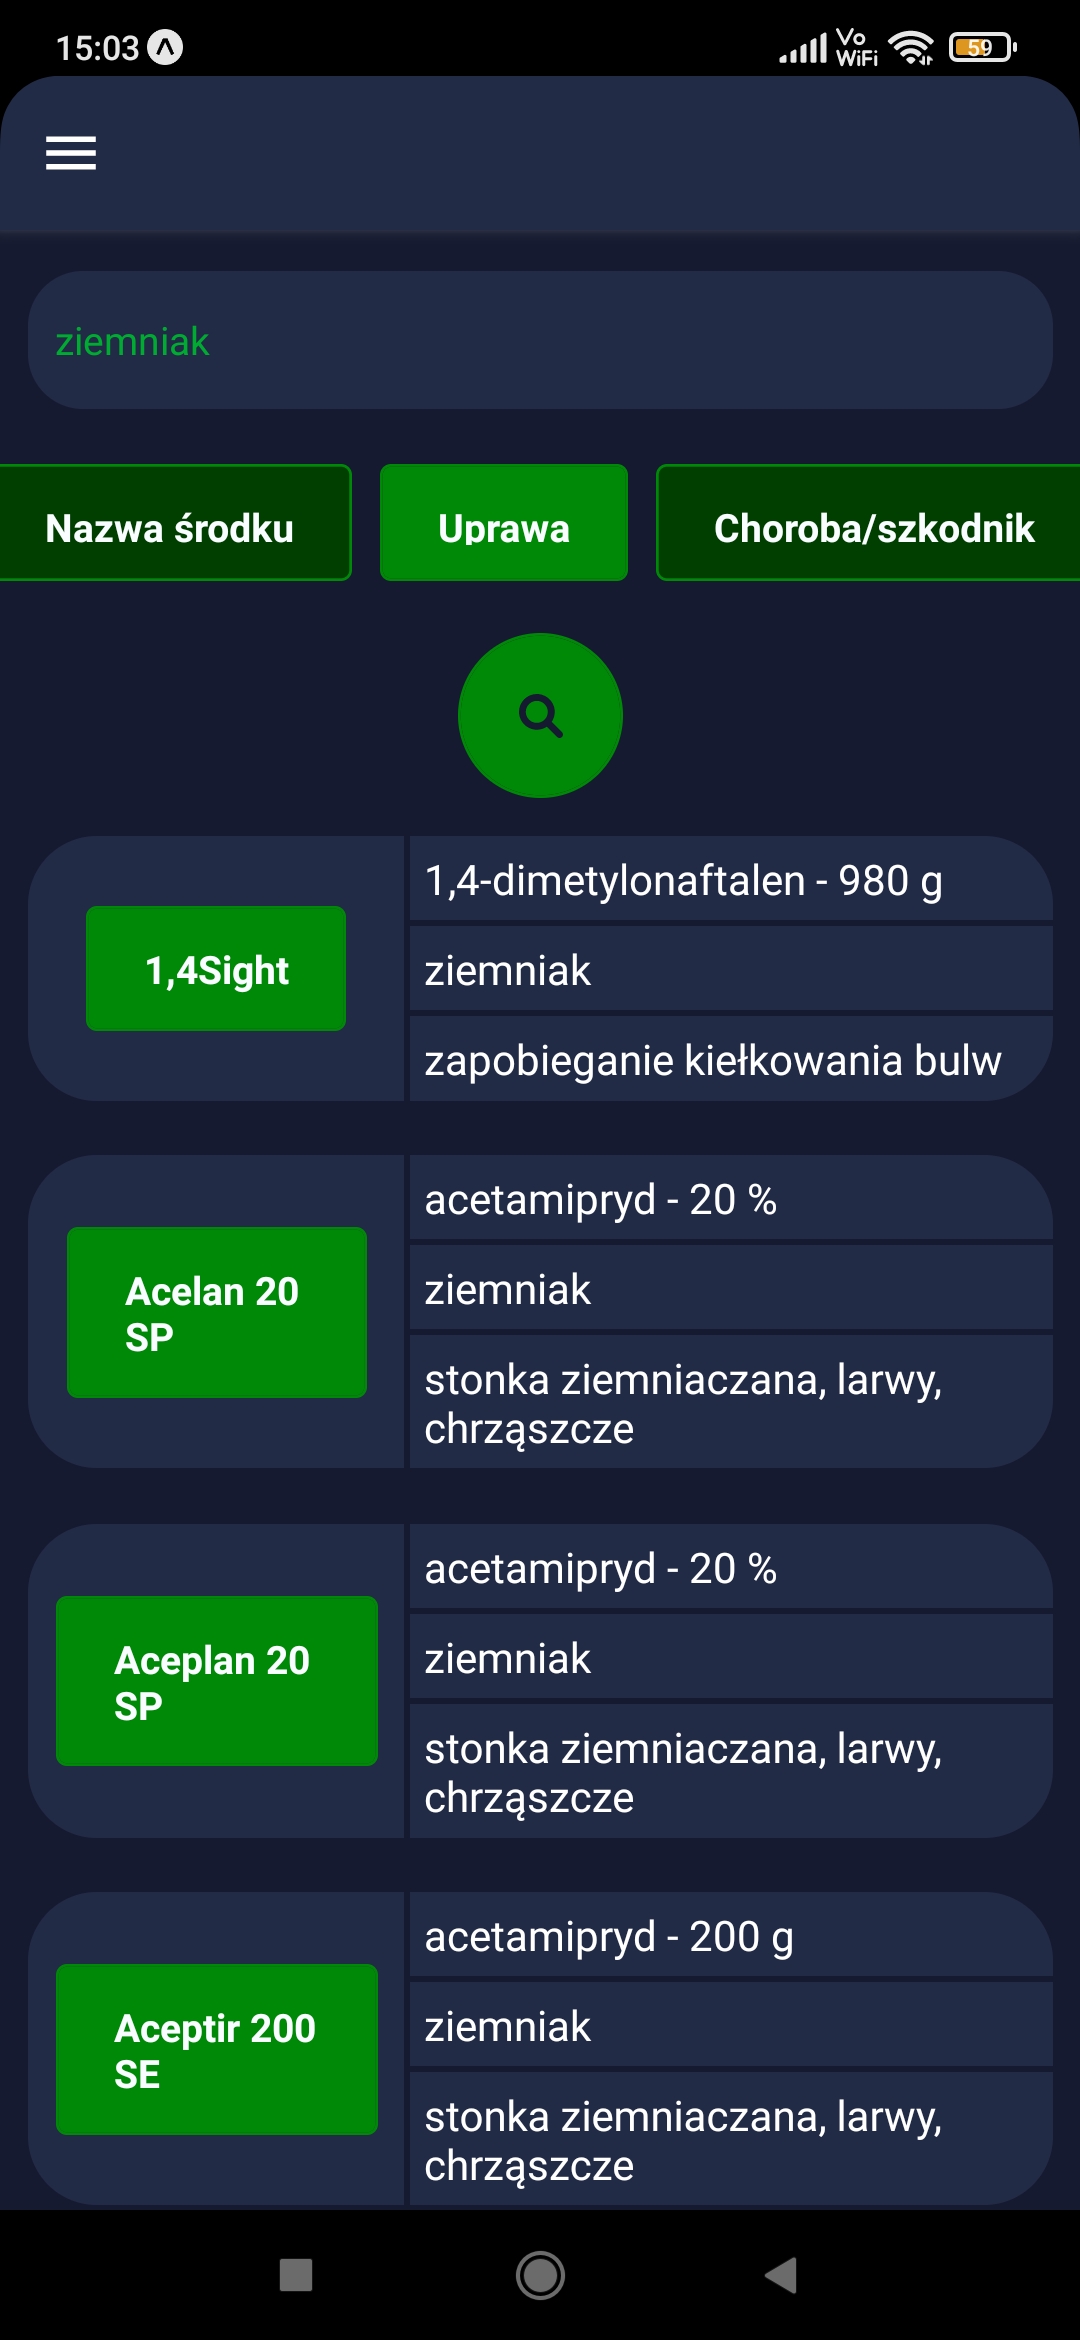 15:03
Vo
WiFi
59
ziemniak
Nazwa środku
Uprawa
Choroba/szkodnik
1,4Sight
1,4-dimetylonaftalen - 980 g
ziemniak
zapobieganie kiełkowania bulw
Acelan 20
SP
acetamipryd - 20 %
ziemniak
stonka ziemniaczana, larwy,
chrząszcze
Aceplan 20
SP
acetamipryd - 20 %
ziemniak
stonka ziemniaczana, larwy,
chrząszcze
Aceptir 200
SE
acetamipryd - 200 g
ziemniak
stonka ziemniaczana, larwy,
chrząszcze